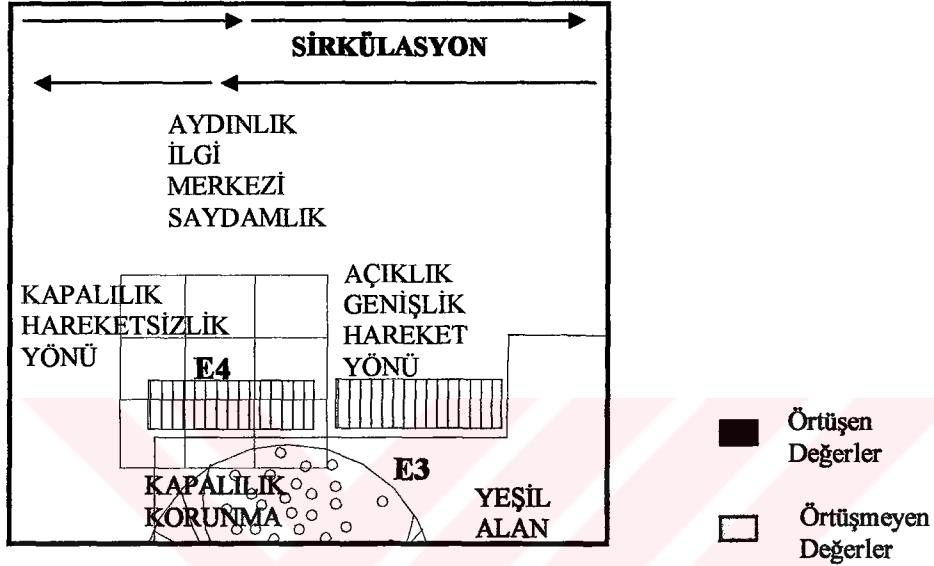 SİRKÜLASYON
AYDINLIK
İLGİ
MERKEZİ
SAYDAMLIK
KAPALILIK
HAREKETSİZLİK
YÖNÜ
AÇIKLIK
GENİŞLİK
HAREKET
YÖNÜ
E4
E3
KAPALILIK
KORUNMA
YEŞİL
ALAN
Örtüşen
Değerler
Örtüşmeyen
Değerler